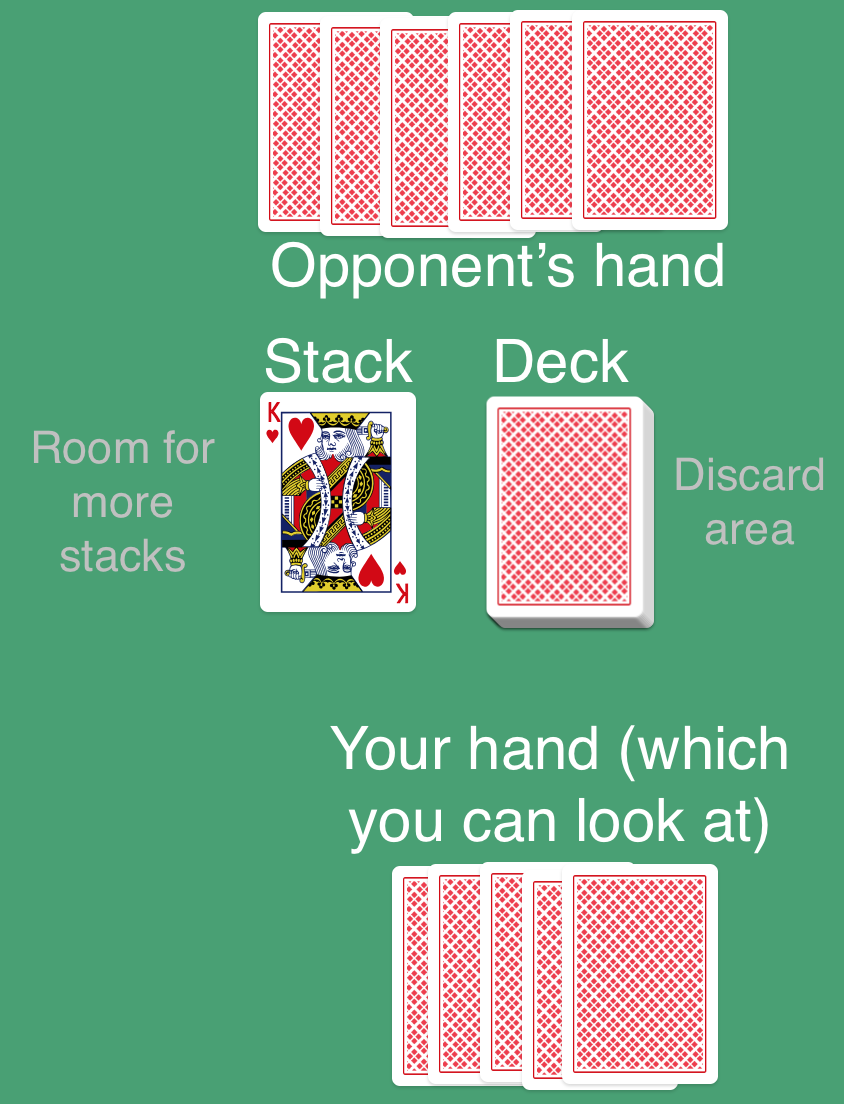 Opponent’s hand
Stack
Deck
K
Room for
more
stacks
Discard
area
K
Your hand (which
you can look at)